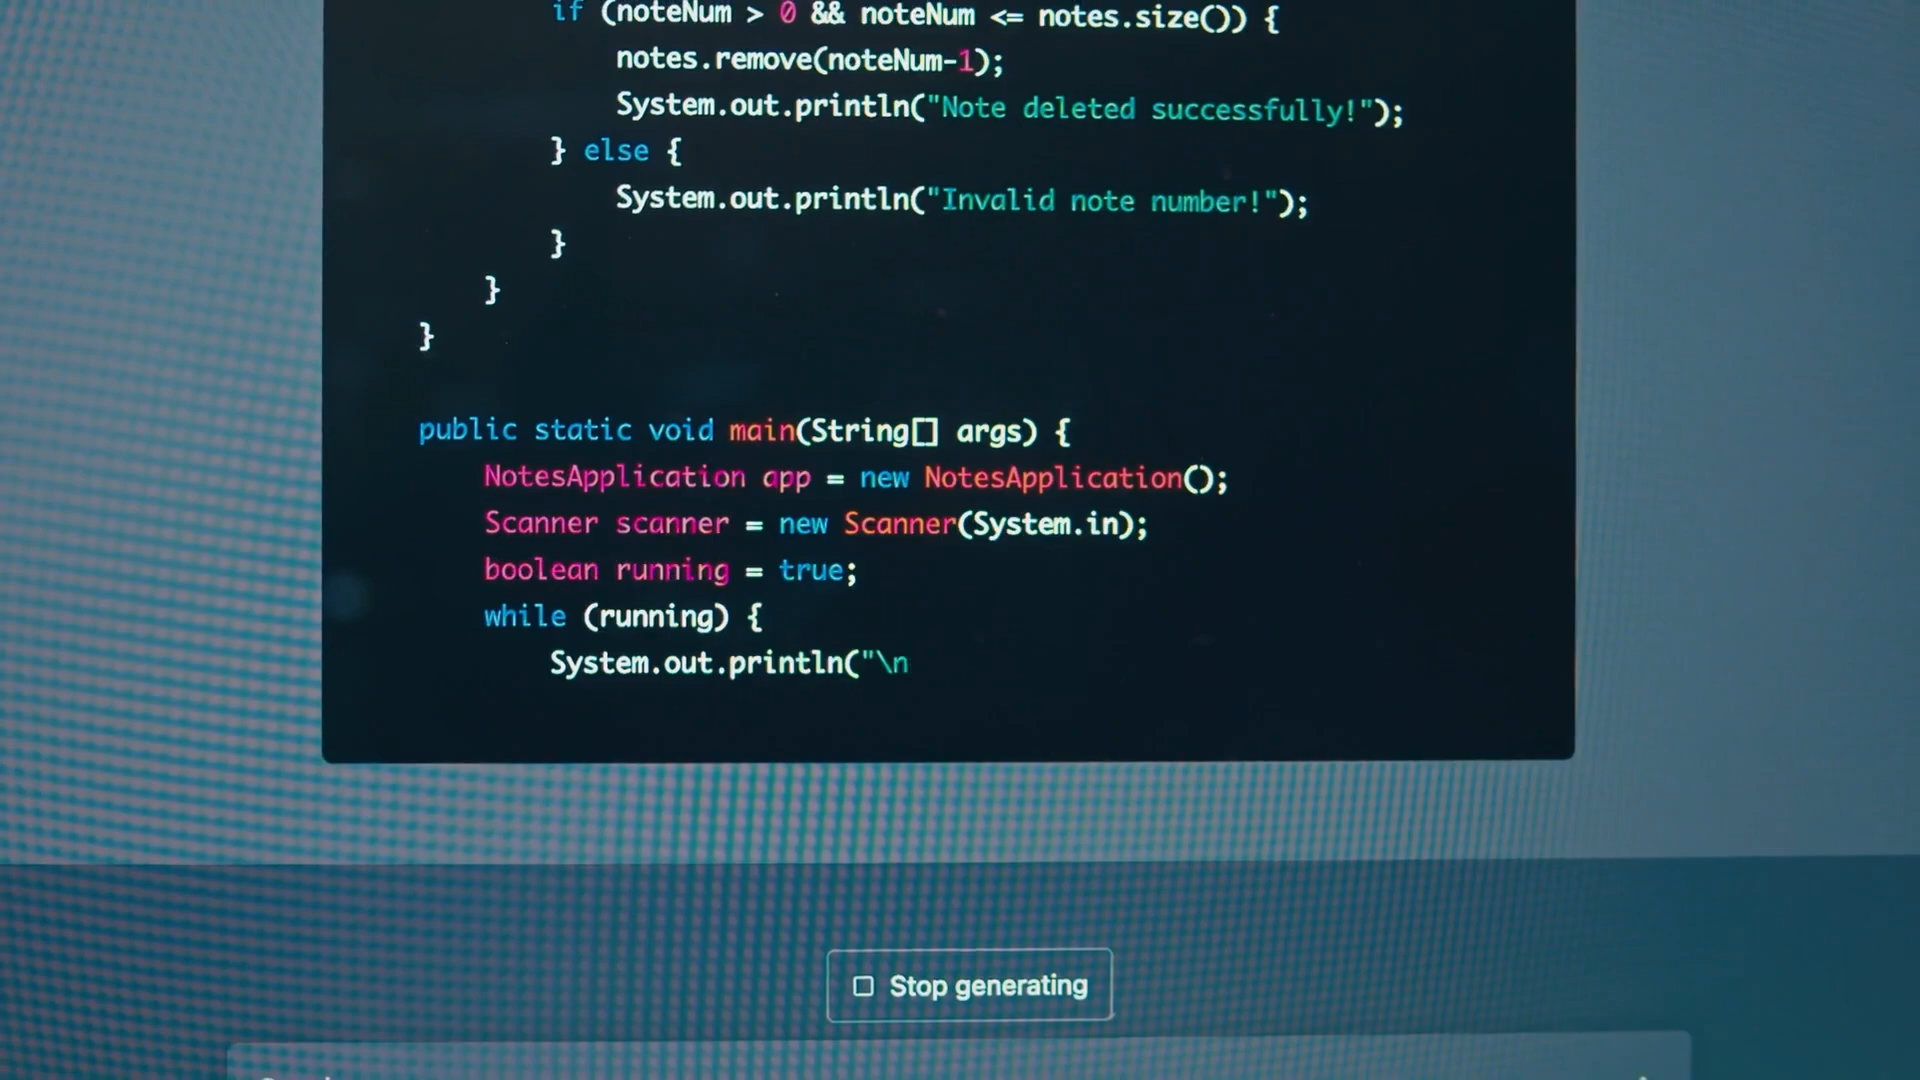 if (noteNum > 0 && noteNum <= notes.size()) {
notes.remove(noteNum-1);
System.out.println("Note deleted successfully!");
} else {
System.out.println("Invalid note number!");
}
}
}
public static void main(String[] args) {
NotesApplication app = new NotesApplication();
Scanner scanner = new Scanner(System.in);
boolean running = true;
while (running) {
System.out.println("\n
Stop generating